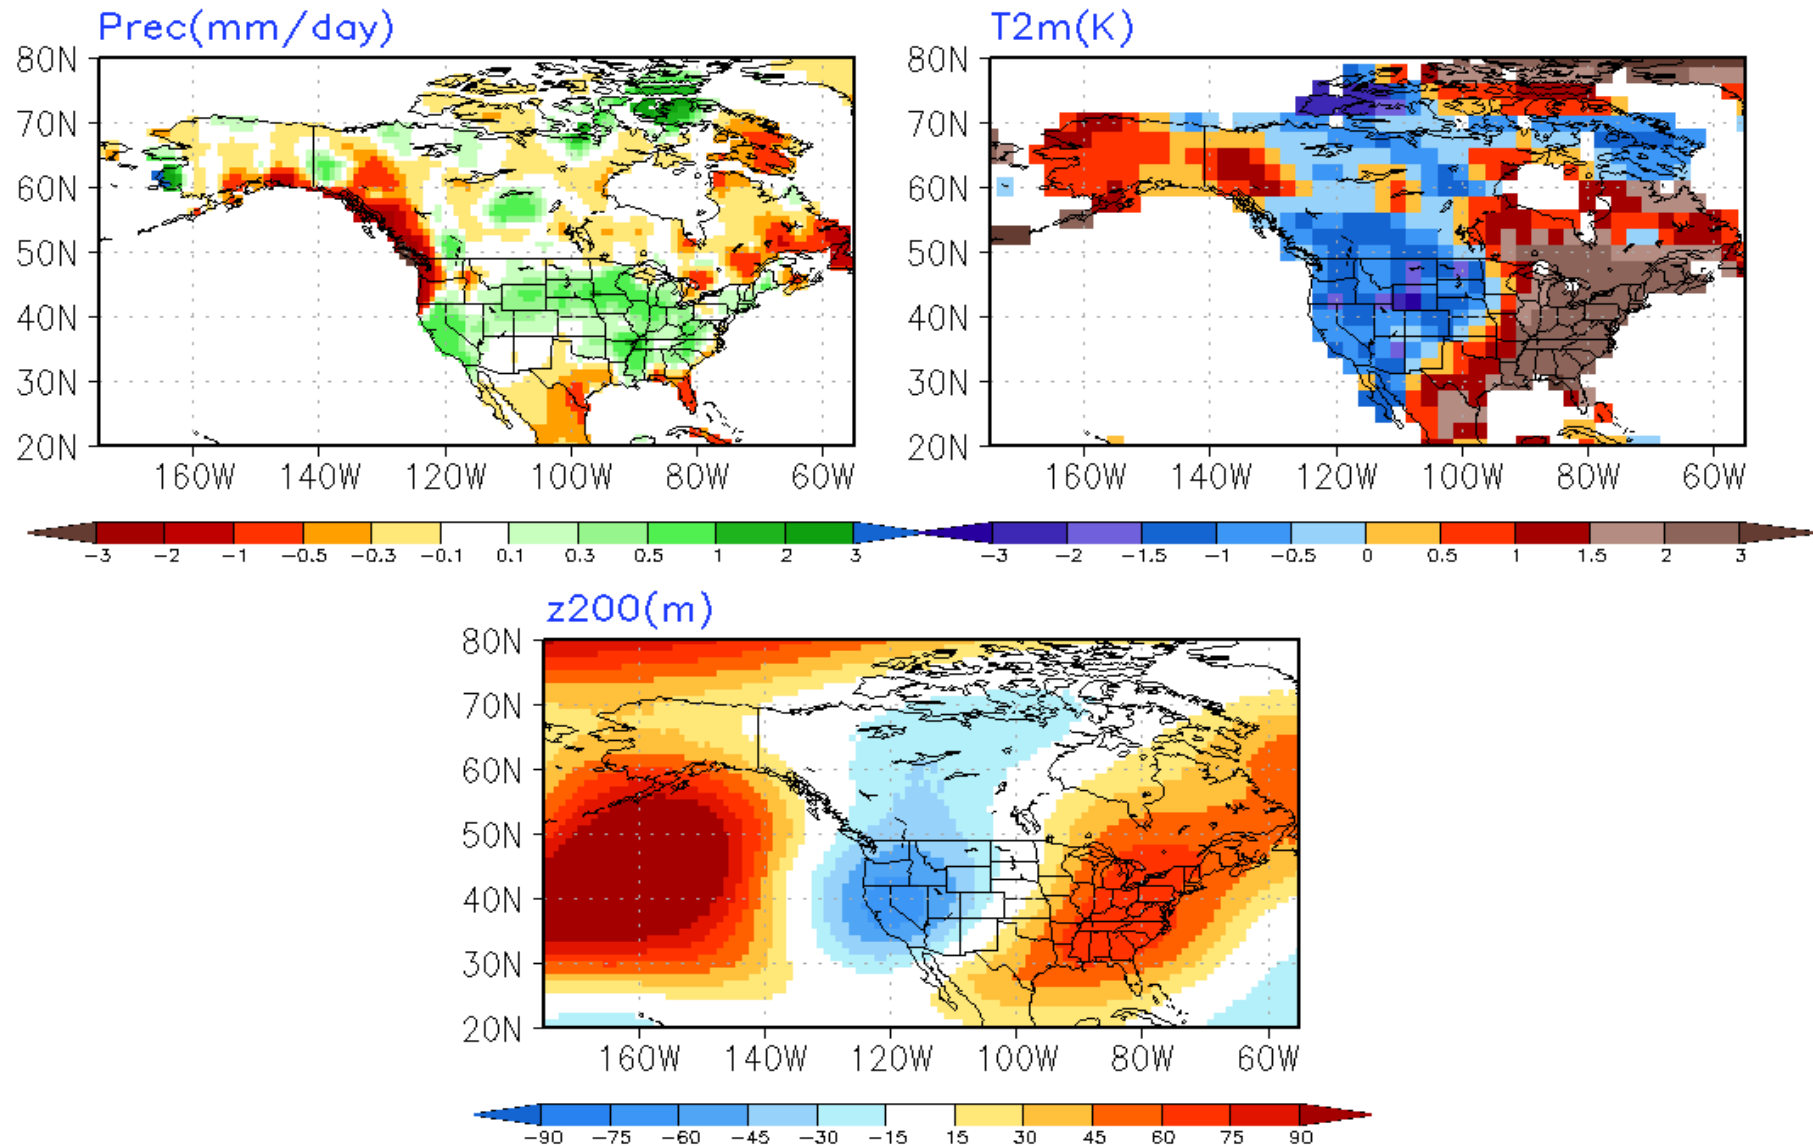 Prec(mm/day)
T2m(K)
80N
70N
60N
50N
40N
30N
20N
160W 140W 120W 100W 80W 60W
80N
70N
60N
50N
40N
30N
20N
160W 140W 120W 100W 80W 60W
-3 -2 -1 -0.5 -0.3 -0.1 0.1 0.3 0.5 1 2 3
-3 -2 -1.5 -1 -0.5 0 0.5 1 1.5 2 3
z200(m)
80N
70N
60N
50N
40N
30N
20N
160W 140W 120W 100W 80W 60W
-90 -75 -60 -45 -30 -15 15 30 45 60 75 90